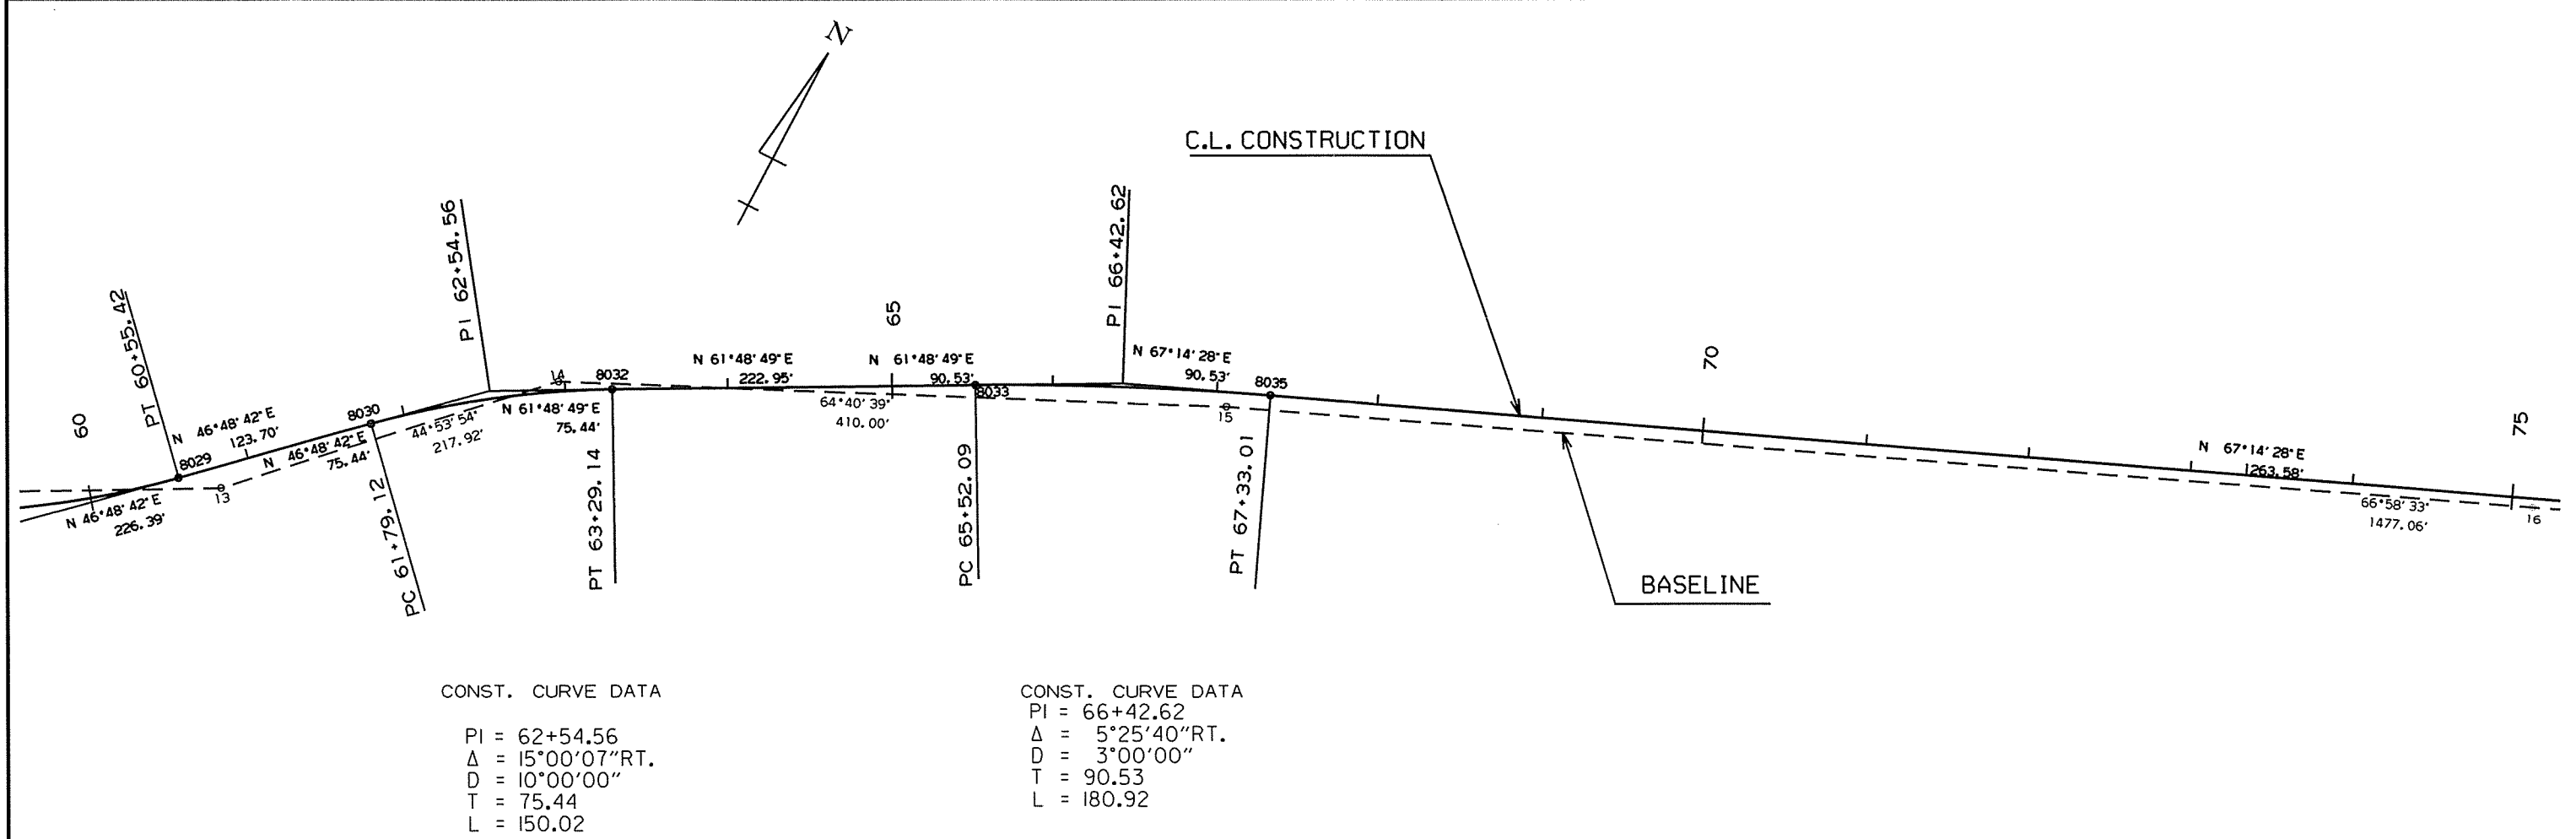 N
C.L. CONSTRUCTION
PI 62+54.56
PI 66+42.62
PT 60+55.42
60
65
70
75
N 46°48'42"E
123.70'
8029
13
N 46°48'42"E
226.39'
8030
N 46°48'42"E
75.44'
44°53'54"
217.92'
PC 61+79.12
14
8032
N 61°48'49"E
75.44'
PT 63+29.14
N 61°48'49"E
222.95'
N 61°48'49"E
90.53'
8033
64°40'39"
410.00'
PC 65+52.09
N 67°14'28"E
90.53'
8035
15
PT 67+33.01
BASELINE
N 67°14'28"E
1263.58'
66°58'33"
1477.06'
16
CONST. CURVE DATA
PI = 62+54.56
Δ = 15°00'07"RT.
D = 10°00'00"
T = 75.44
L = 150.02
CONST. CURVE DATA
PI = 66+42.62
Δ = 5°25'40"RT.
D = 3°00'00"
T = 90.53
L = 180.92